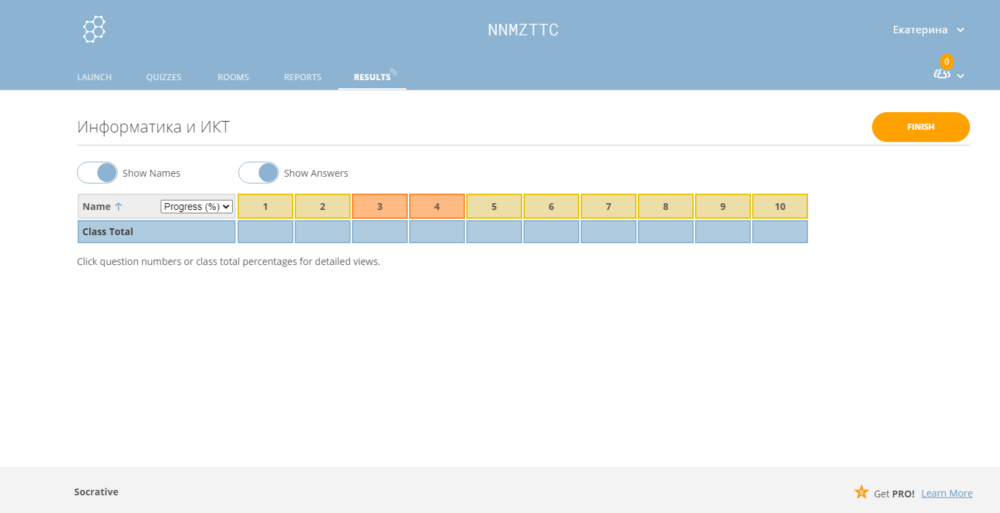 NNMZTTC
Екатерина
LAUNCH QUIZZES ROOMS REPORTS RESULTS
0
Информатика и ИКТ
FINISH
Show Names Show Answers
Name Progress (%) 1 2 3 4 5 6 7 8 9 10
Class Total
Click question numbers or class total percentages for detailed views.
Socrative
S Get PRO! Learn More